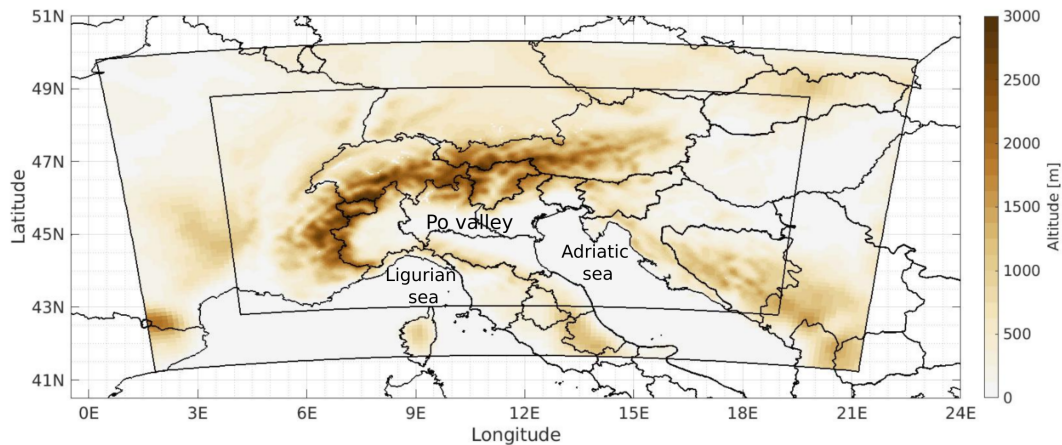 51N
49N
47N
45N
43N
41N
Latitude
0E
3E
6E
9E
12E
15E
18E
21E
24E
Longitude
Po valley
Adriatic
sea
Ligurian
sea
3000
2500
2000
1500
1000
500
0
Altitude [m]